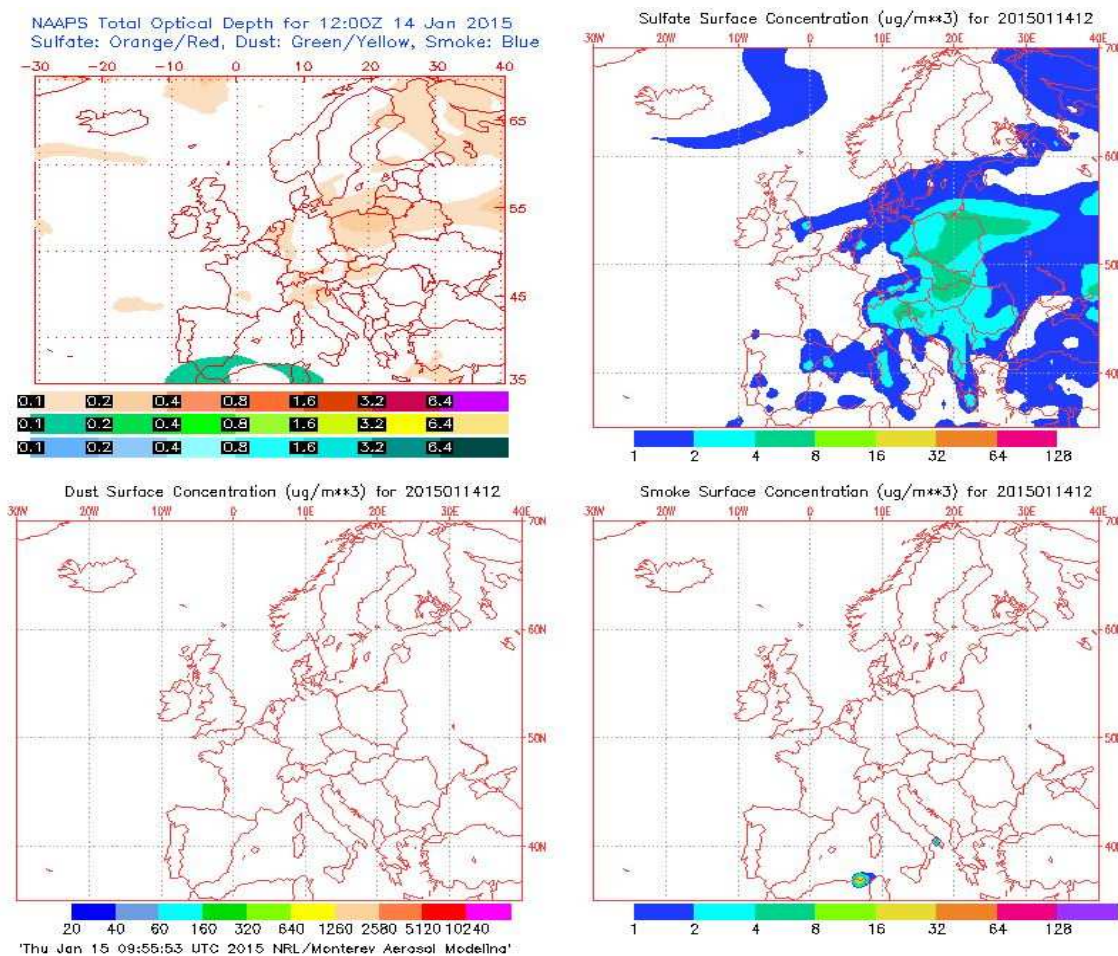 NAAPS Total Optical Depth for 12:00Z 14 Jan 2015
Sulfate: Orange/Red, Dust: Green/Yellow, Smoke: Blue
-30 -20 -10 0 10 20 30 40
65
55
45
35
0.1 0.2 0.4 0.8 1.6 3.2 6.4
0.1 0.2 0.4 0.8 1.6 3.2 6.4
0.1 0.2 0.4 0.8 1.6 3.2 6.4
Sulfate Surface Concentration (ug/m**3) for 2015011412
30W 20W 10W 0 10E 20E 30E 40E
70N
60N
50N
40N
1 2 4 8 16 32 64 128
Dust Surface Concentration (ug/m**3) for 2015011412
30W 20W 10W 0 10E 20E 30E 40E
70N
60N
50N
40N
20 40 60 160 320 640 1260 2580 5120 10240
'Thu Jan 15 09:55:53 UTC 2015 NRL/Monterey Aerosol Modeling'
Smoke Surface Concentration (ug/m**3) for 2015011412
30W 20W 10W 0 10E 20E 30E 40E
70N
60N
50N
40N
1 2 4 8 16 32 64 128